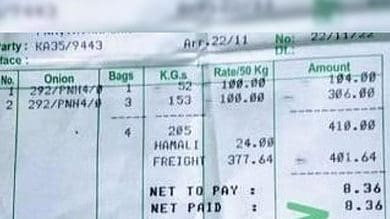 9443
Party: KA35/9443 Arr.22/11 No: 22/11/22
lace : DL:
No. Onion Bags K.G.s Rate/50 Kg Amount
1 292/PNH4/0 1 52 100.00 104.00
2 292/PNH4/0 3 153 100.00 306.00
4 205 410.00
HAMALI 24.00
FREIGHT 377.64 401.64
NET TO PAY : 8.36
NET PAID : 8.36